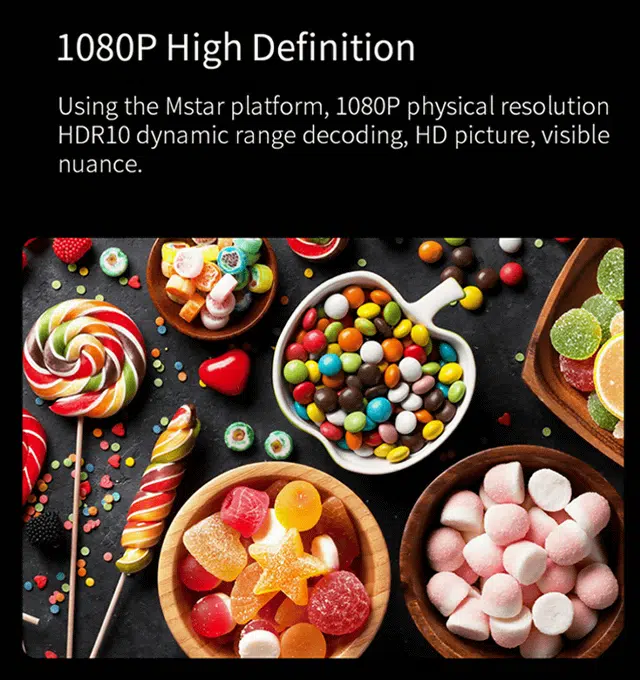 1080P High Definition
Using the Mstar platform, 1080P physical resolution
HDR10 dynamic range decoding, HD picture, visible
nuance.